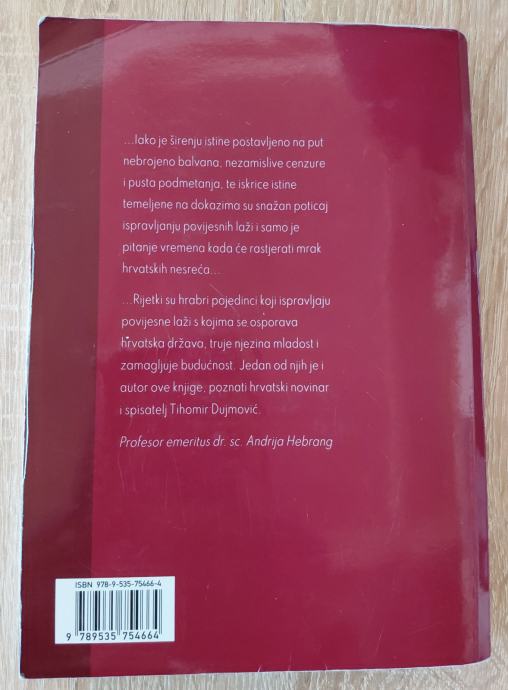 ...Iako je širenju istine postavljeno na put
nebrojeno balvana, nezamislive cenzure
i pusta podmetanja, te iskrice istine
temeljene na dokazima su snažan poticaj
ispravljanju povijesnih laži i samo je
pitanje vremena kada će rastjerati mrak
hrvatskih nesreća...
...Rijetki su hrabri pojedinci koji ispravljaju
povijesne laži s kojima se osporava
hrvatska država, truje njezina mladost i
zamagljuje budućnost. Jedan od njih je i
autor ove knjige, poznati hrvatski novinar
i spisatelj Tihomir Dujmović.
Profesor emeritus dr. sc. Andrija Hebrang
ISBN 978-9-535-75466-4
9 789535 754664